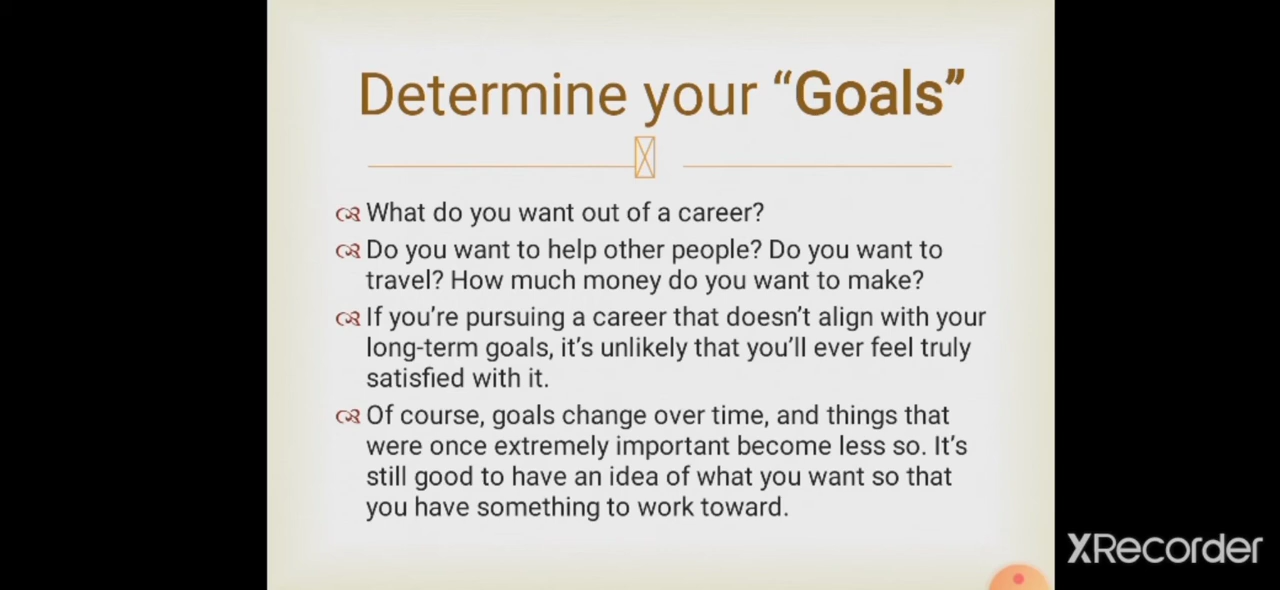 Determine your “Goals”
What do you want out of a career?
Do you want to help other people? Do you want to
travel? How much money do you want to make?
If you’re pursuing a career that doesn’t align with your
long-term goals, it’s unlikely that you’ll ever feel truly
satisfied with it.
Of course, goals change over time, and things that
were once extremely important become less so. It’s
still good to have an idea of what you want so that
you have something to work toward.
XRecorder